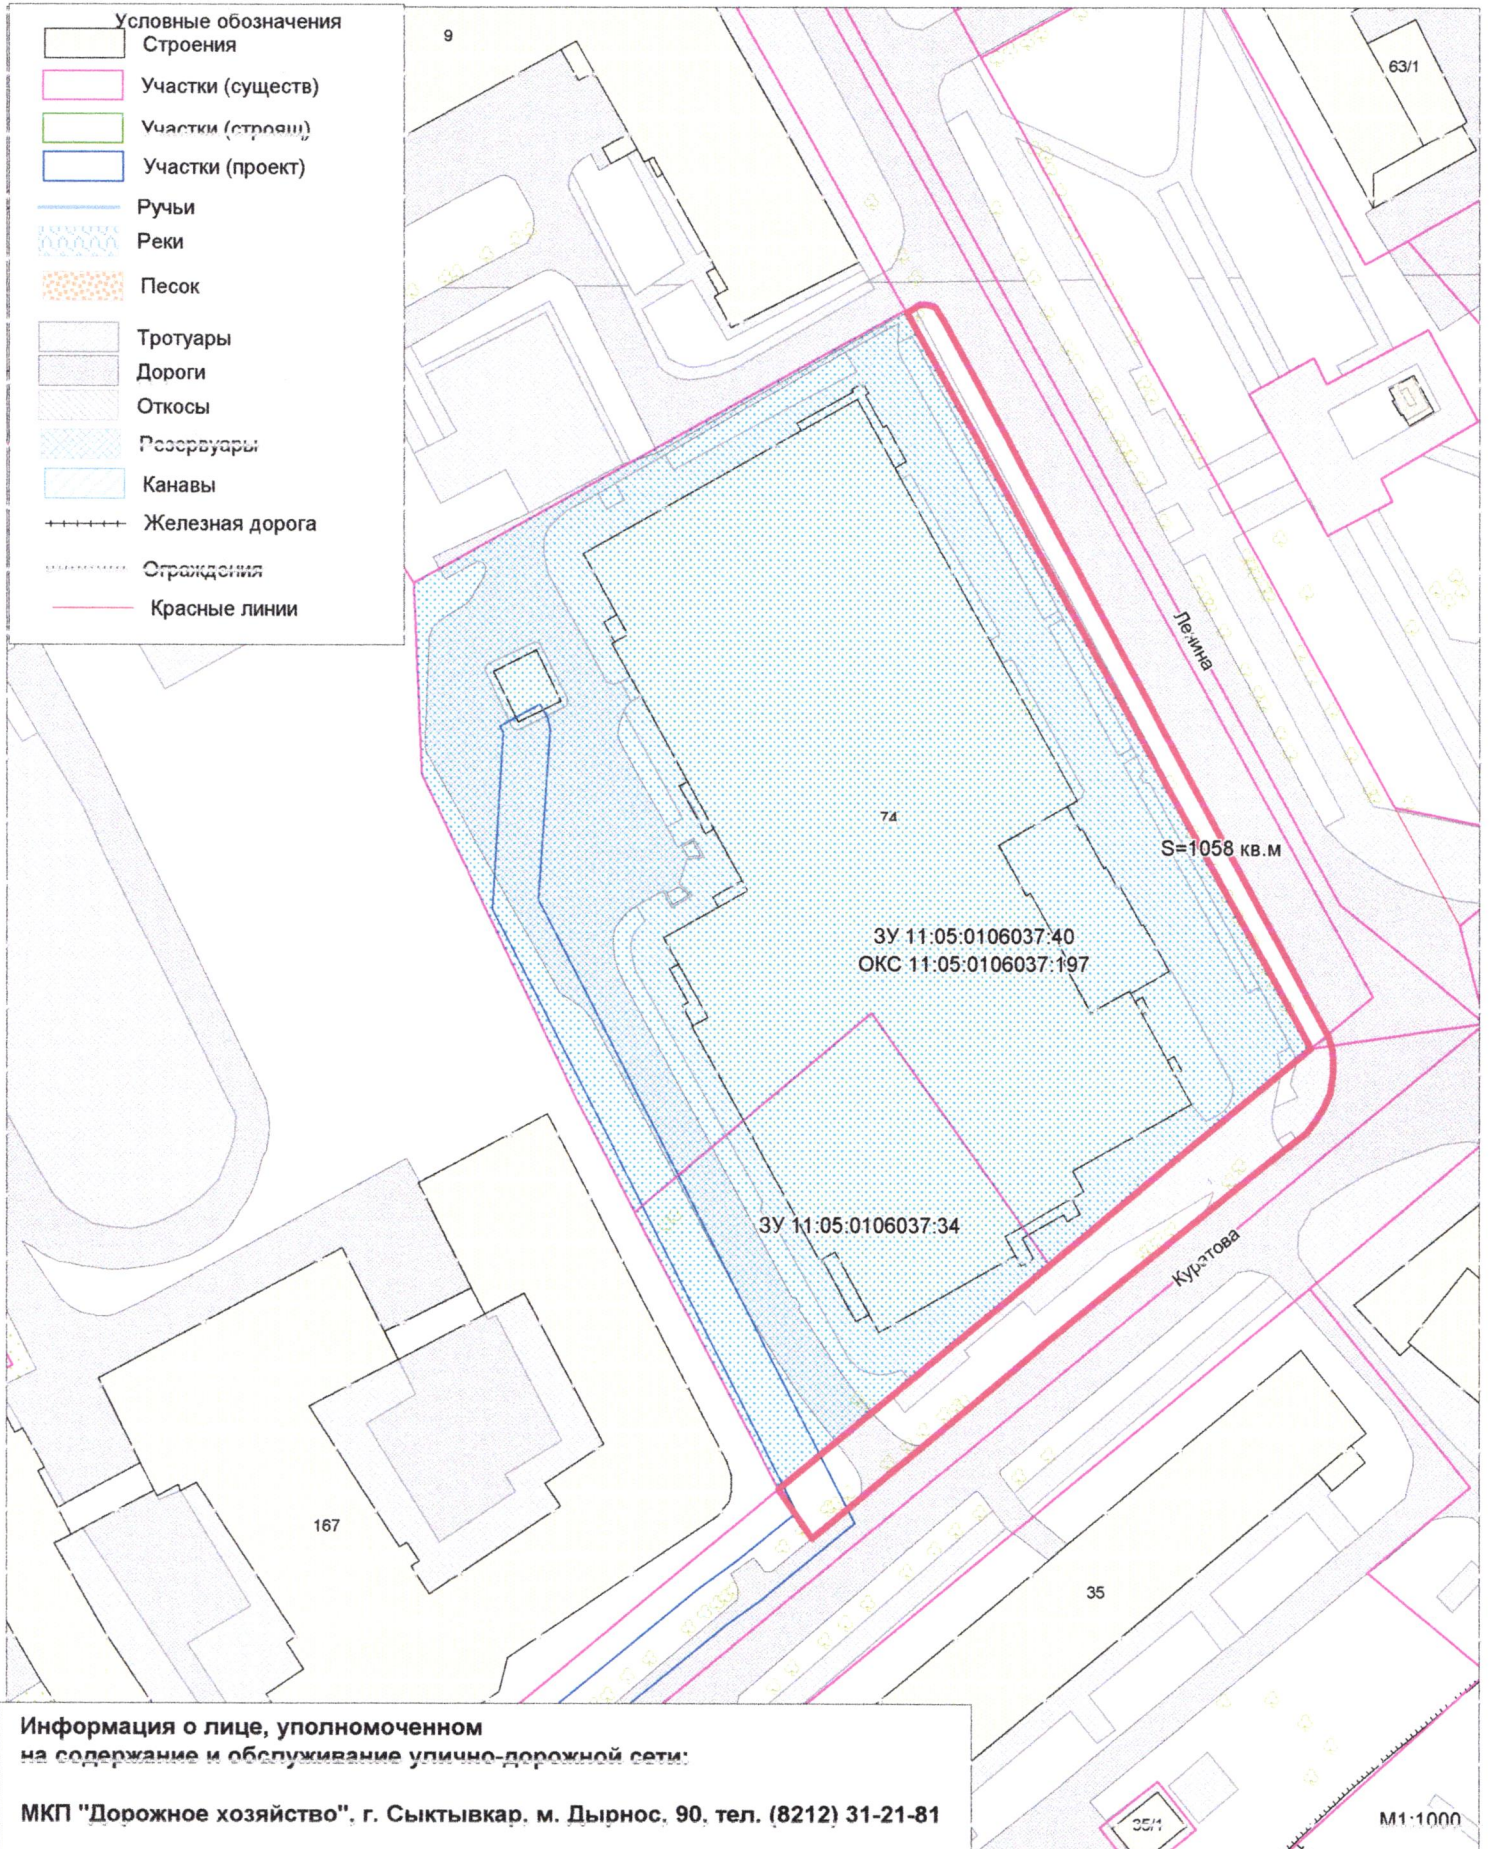 Условные обозначения
Строения
Участки (существ)
Участки (строящ)
Участки (проект)
Ручьи
Реки
Песок
Тротуары
Дороги
Откосы
Резервуары
Канавы
Железная дорога
Ограждения
Красные линии
9
63/1
Ленина
74
S=1058 кв.м
ЗУ 11:05:0106037:40
ОКС 11:05:0106037:197
ЗУ 11:05:0106037:34
Куратова
167
35
35/1
Информация о лице, уполномоченном
на содержание и обслуживание улично-дорожной сети:
МКП "Дорожное хозяйство", г. Сыктывкар, м. Дырнос, 90, тел. (8212) 31-21-81
М1:1000